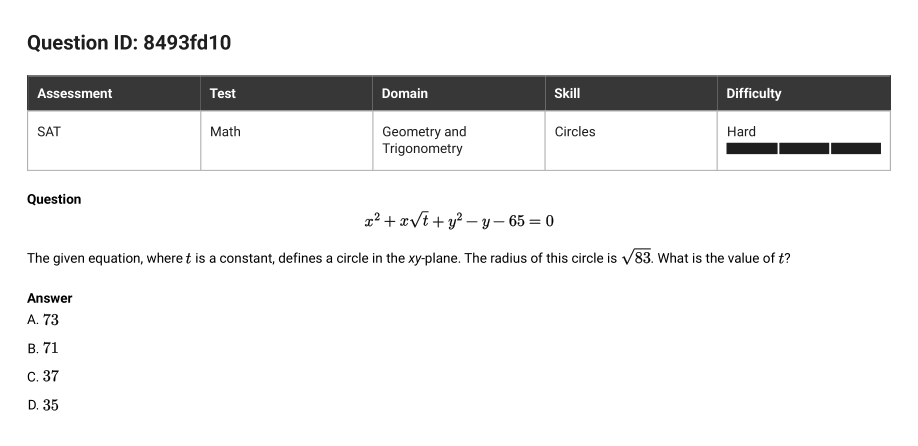 Question ID: 8493fd10
Assessment Test Domain Skill Difficulty
SAT Math Geometry and Trigonometry Circles Hard
Question
x² + x√t + y² − y − 65 = 0
The given equation, where t is a constant, defines a circle in the xy-plane. The radius of this circle is √83. What is the value of t?
Answer
A. 73
B. 71
C. 37
D. 35